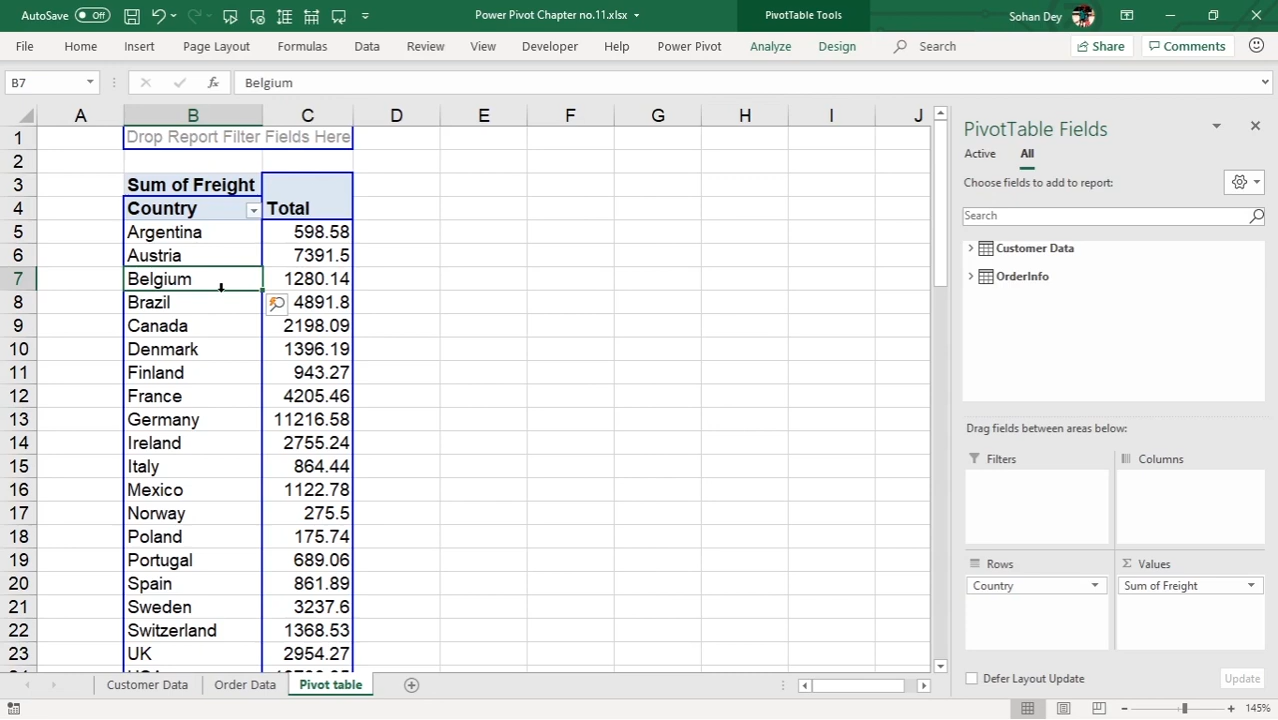 AutoSave Off Power Pivot Chapter no.11.xlsx PivotTable Tools Sohan Dey
File Home Insert Page Layout Formulas Data Review View Developer Help Power Pivot Analyze Design Search Share Comments
B7 fx Belgium
A B C D E F G H I J
1 Drop Report Filter Fields Here
2
3 Sum of Freight
4 Country Total
5 Argentina 598.58
6 Austria 7391.5
7 Belgium 1280.14
8 Brazil 4891.8
9 Canada 2198.09
10 Denmark 1396.19
11 Finland 943.27
12 France 4205.46
13 Germany 11216.58
14 Ireland 2755.24
15 Italy 864.44
16 Mexico 1122.78
17 Norway 275.5
18 Poland 175.74
19 Portugal 689.06
20 Spain 861.89
21 Sweden 3237.6
22 Switzerland 1368.53
23 UK 2954.27
PivotTable Fields
Active All
Choose fields to add to report:
Search
Customer Data
OrderInfo
Drag fields between areas below:
Filters Columns
Rows Σ Values
Country Sum of Freight
Defer Layout Update Update
Customer Data Order Data Pivot table
145%